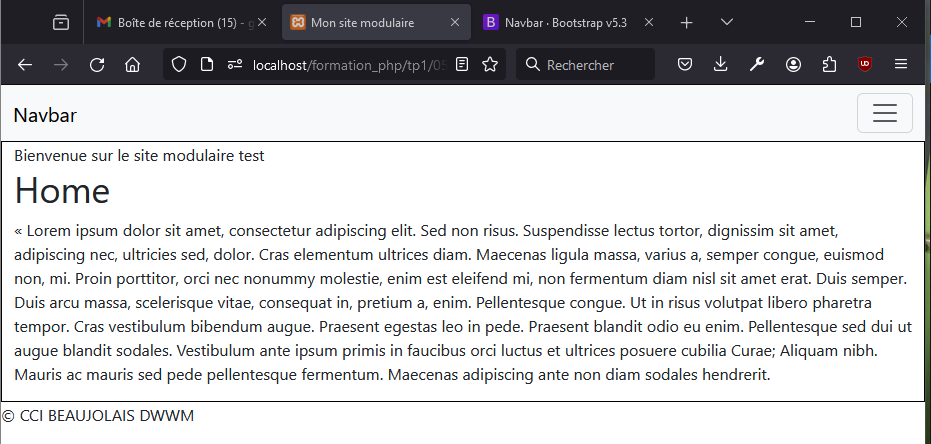 Boîte de réception (15) - g
Mon site modulaire
Navbar · Bootstrap v5.3
localhost/formation_php/tp1/05
Rechercher
Navbar
Bienvenue sur le site modulaire test
Home
« Lorem ipsum dolor sit amet, consectetur adipiscing elit. Sed non risus. Suspendisse lectus tortor, dignissim sit amet,
adipiscing nec, ultricies sed, dolor. Cras elementum ultrices diam. Maecenas ligula massa, varius a, semper congue, euismod
non, mi. Proin porttitor, orci nec nonummy molestie, enim est eleifend mi, non fermentum diam nisl sit amet erat. Duis semper.
Duis arcu massa, scelerisque vitae, consequat in, pretium a, enim. Pellentesque congue. Ut in risus volutpat libero pharetra
tempor. Cras vestibulum bibendum augue. Praesent egestas leo in pede. Praesent blandit odio eu enim. Pellentesque sed dui ut
augue blandit sodales. Vestibulum ante ipsum primis in faucibus orci luctus et ultrices posuere cubilia Curae; Aliquam nibh.
Mauris ac mauris sed pede pellentesque fermentum. Maecenas adipiscing ante non diam sodales hendrerit.
© CCI BEAUJOLAIS DWWM